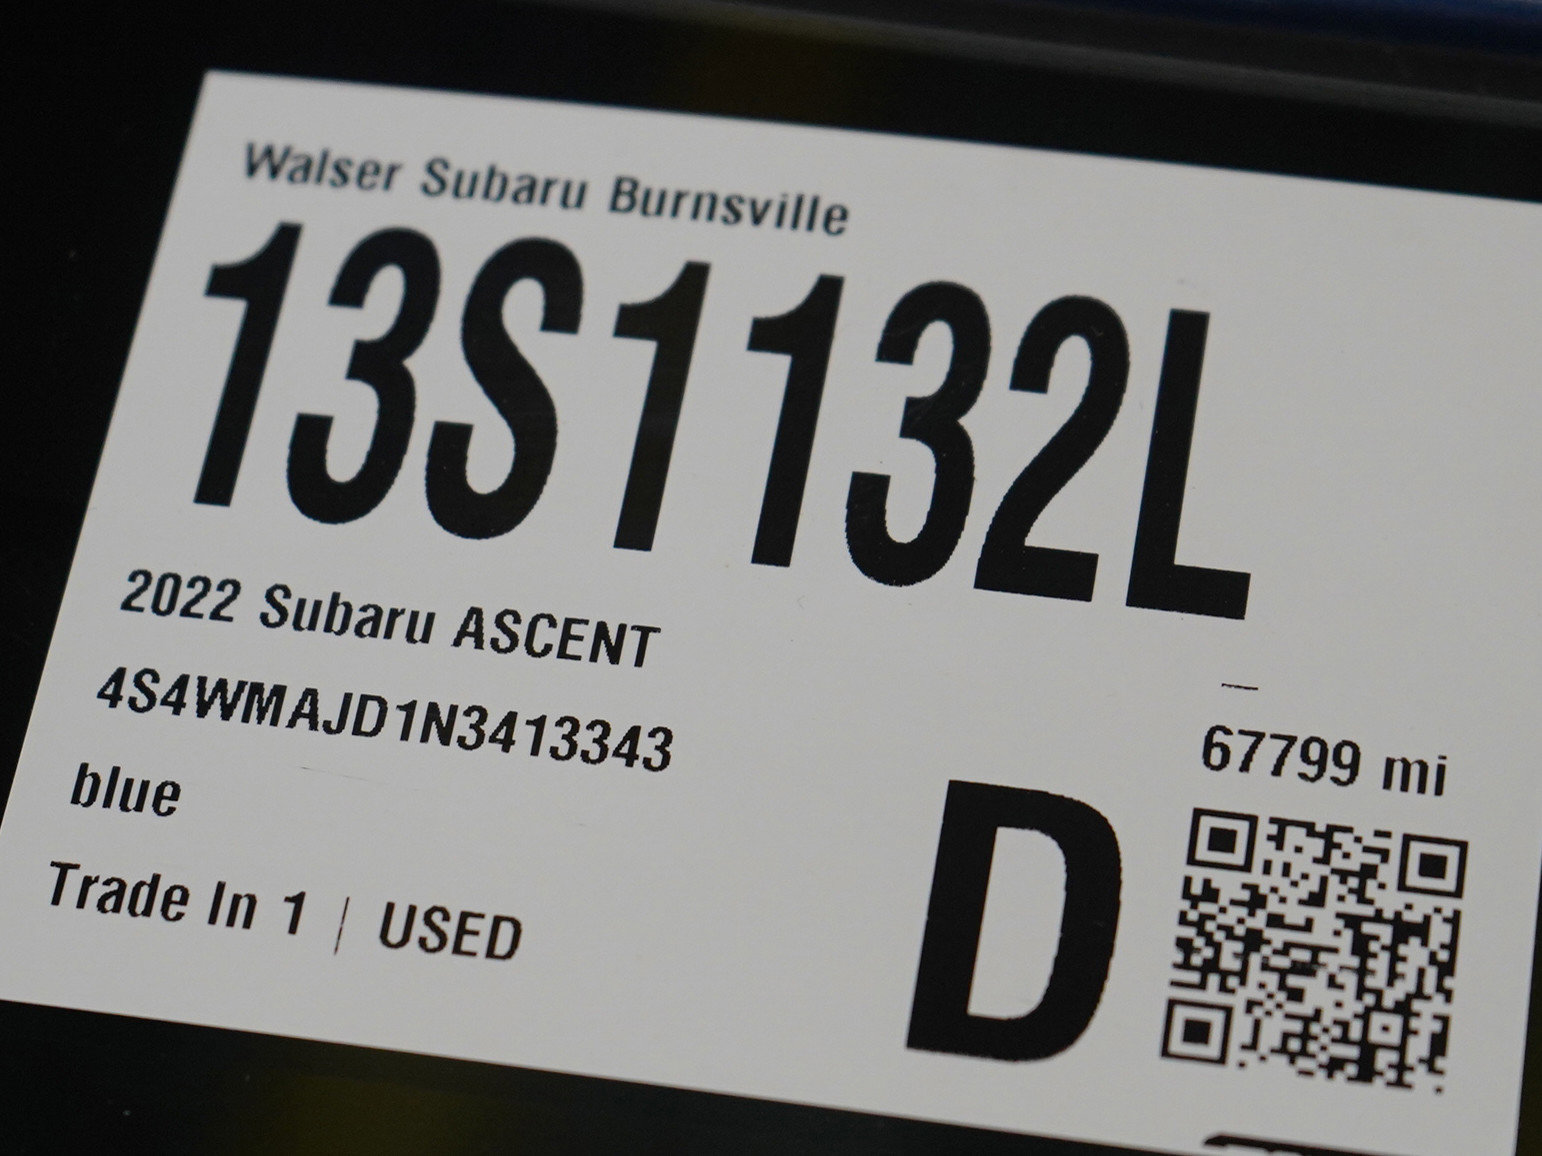 Walser Subaru Burnsville
13S1132L
2022 Subaru ASCENT
4S4WMAJD1N3413343
67799 mi
blue
D
Trade In 1 | USED